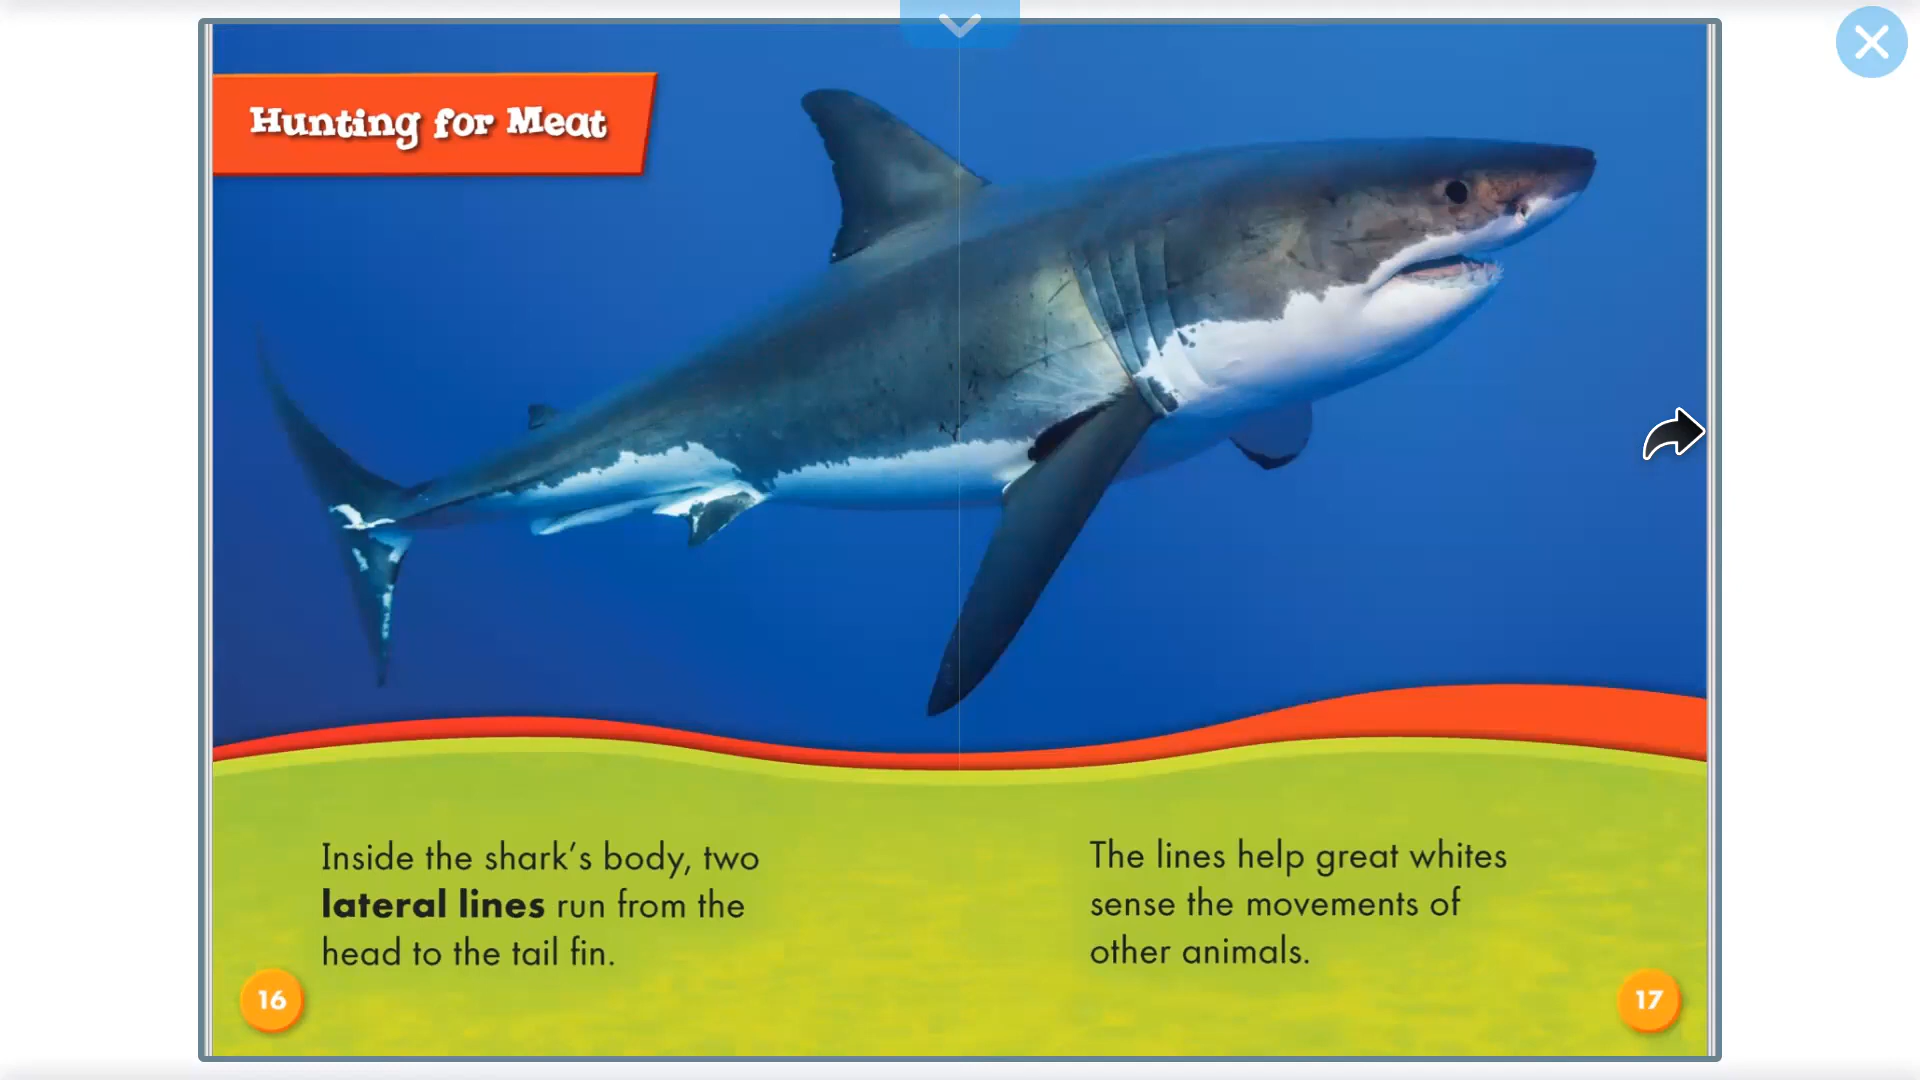 Hunting for Meat
Inside the shark's body, two
lateral lines run from the
head to the tail fin.
16
The lines help great whites
sense the movements of
other animals.
17